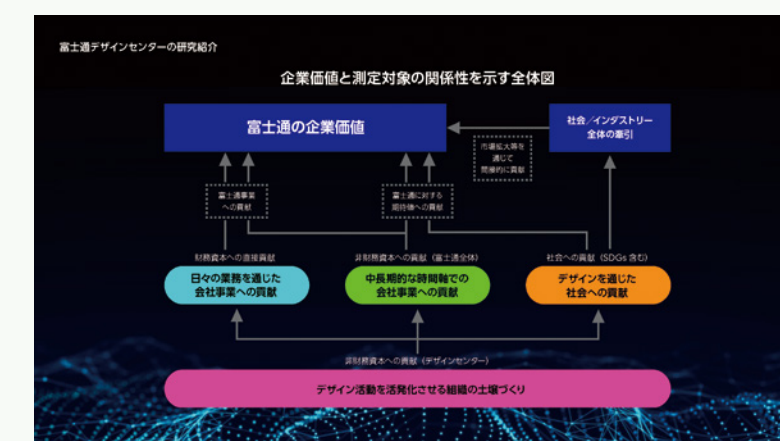 富士通デザインセンターの研究紹介
企業価値と測定対象の関係性を示す全体図
富士通の企業価値
社会／インダストリー
全体の牽引
市場拡大等を
通じて
間接的に貢献
富士通事業
への貢献
富士通に対する
期待値への貢献
財務資本への直接貢献
非財務資本への貢献（富士通全体）
社会への貢献（SDGs 含む）
日々の業務を通じた
会社事業への貢献
中長期的な時間軸での
会社事業への貢献
デザインを通じた
社会への貢献
非財務資本への貢献（デザインセンター）
デザイン活動を活発化させる組織の土壌づくり